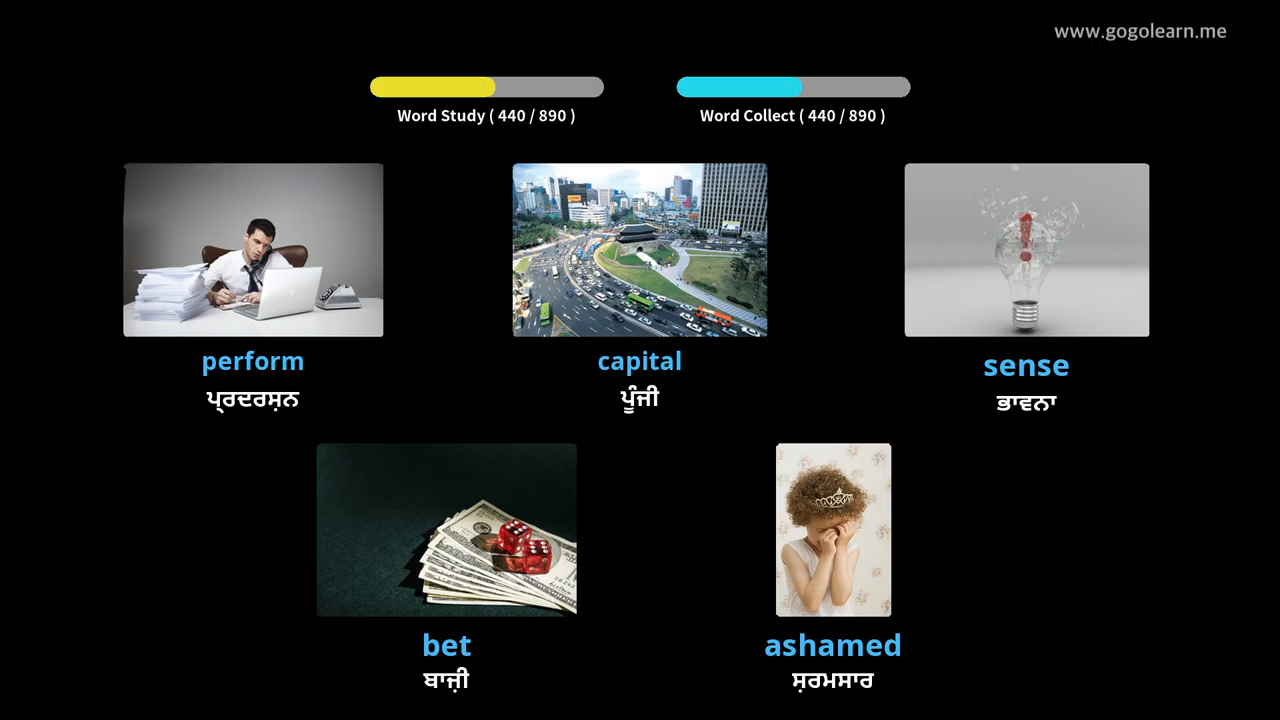 www.gogolearn.me
Word Study ( 440 / 890 )
Word Collect ( 440 / 890 )
perform
ਪ੍ਰਦਰਸ਼ਨ
capital
ਪੂੰਜੀ
sense
ਭਾਵਨਾ
bet
ਬਾਜ਼ੀ
ashamed
ਸ਼ਰਮਸਾਰ